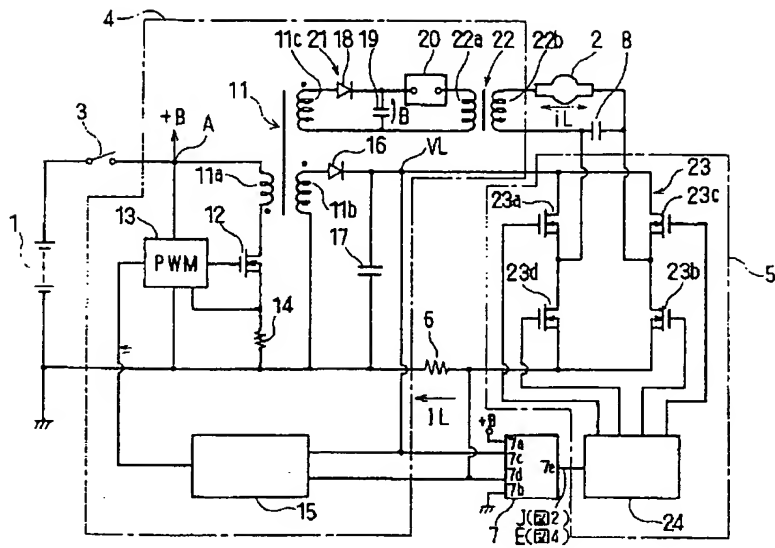 4
11c
21
18
19
20
22a
22
22b
2
8
11
B
iL
3
+B
A
16
VL
23
11a
11b
23a
23c
13
12
1
PWM
17
23d
23b
5
14
6
IL
+B
7a
7c
7d
7b
7e
15
7
J(図2)
E(図4)
24